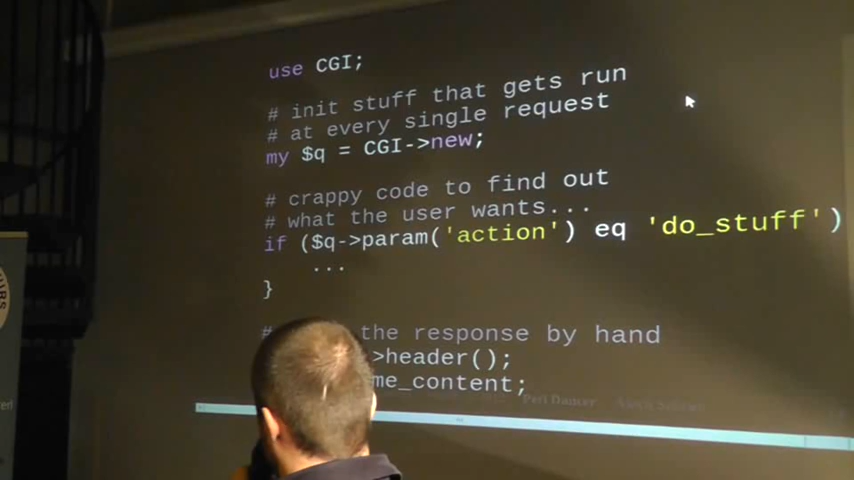 use CGI;
# init stuff that gets run
# at every single request
my $q = CGI->new;
# crappy code to find out
# what the user wants...
if ($q->param('action') eq 'do_stuff')
...
}
# the response by hand
>header();
me_content;
Perl Dancer